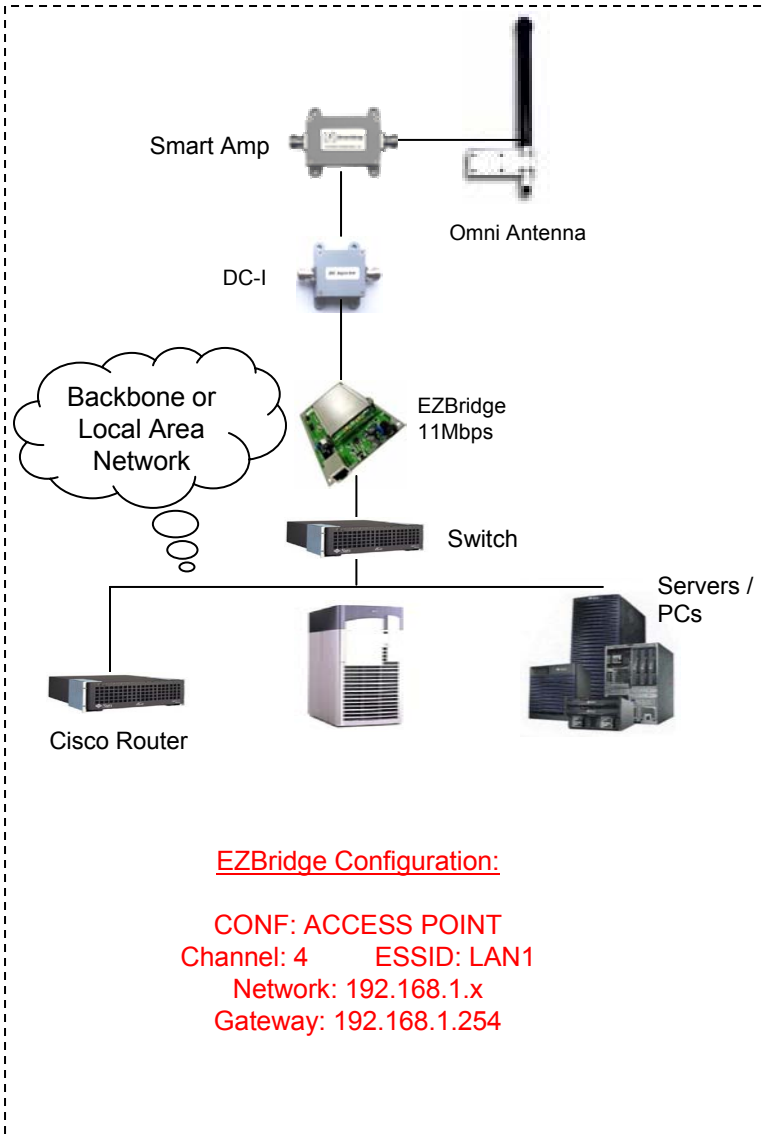 Smart Amp
Omni Antenna
DC-I
Backbone or
Local Area
Network
EZBridge
11Mbps
Switch
Servers /
PCs
Cisco Router
EZBridge Configuration:
CONF: ACCESS POINT
Channel: 4 ESSID: LAN1
Network: 192.168.1.x
Gateway: 192.168.1.254